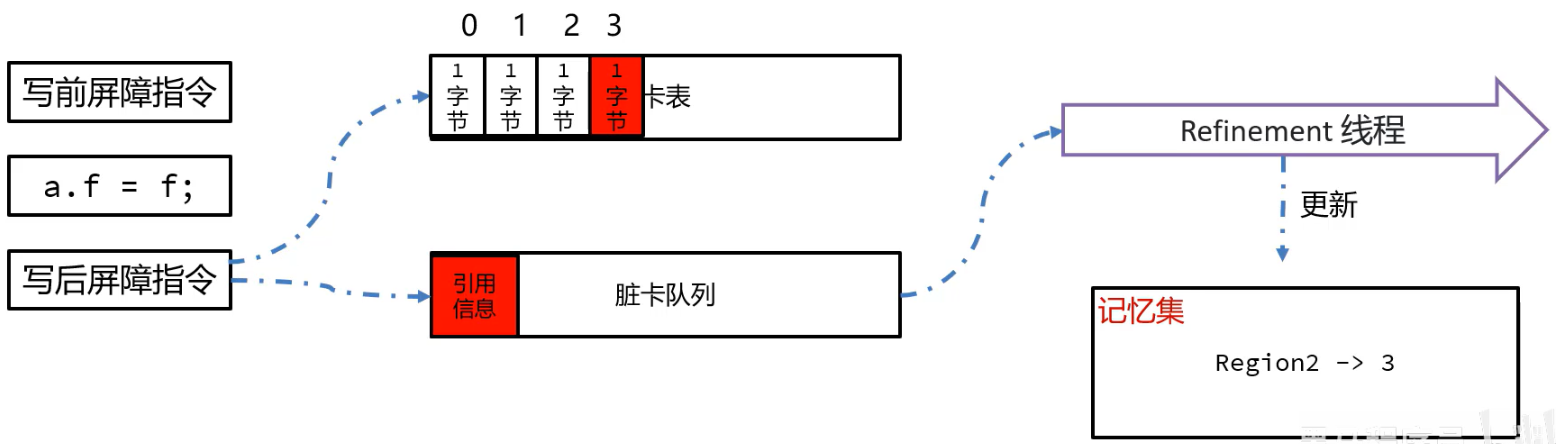 0 1 2 3
写前屏障指令
1字节 1字节 1字节 1字节 卡表
a.f = f;
Refinement 线程
更新
写后屏障指令
引用
信息
脏卡队列
记忆集
Region2 -> 3